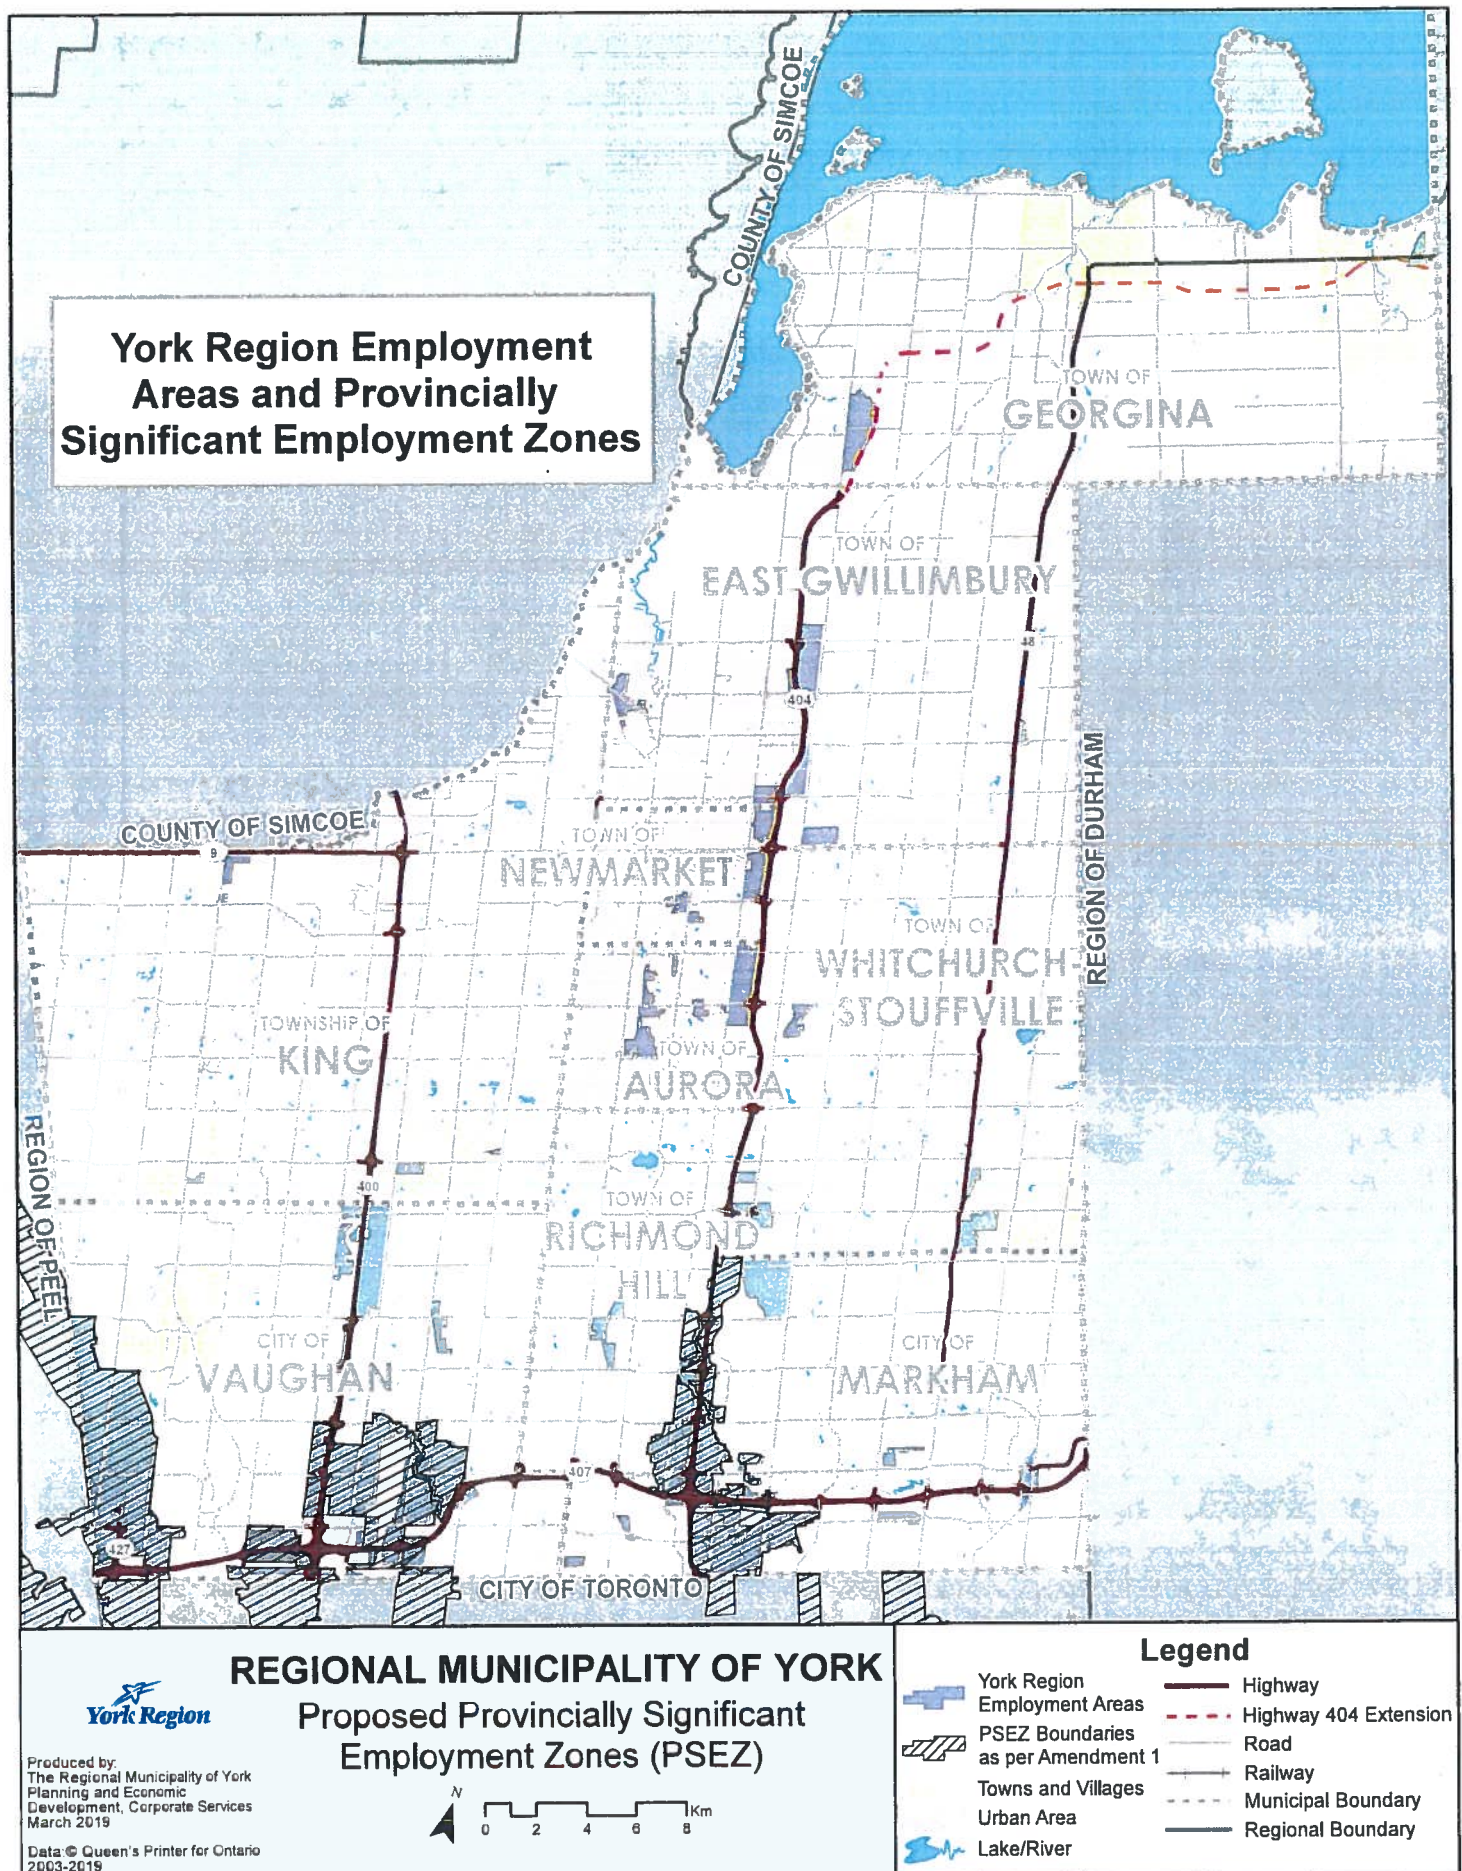 COUNTY OF SIMCOE
COUNTY OF SIMCOE
York Region Employment
Areas and Provincially
Significant Employment Zones
TOWN OF
GEORGINA
TOWN OF
EAST GWILLIMBURY
48
404
REGION OF DURHAM
COUNTY OF SIMCOE
9
TOWN OF
NEWMARKET
TOWN OF
WHITCHURCH-
STOUFFVILLE
TOWNSHIP OF
KING
TOWN OF
AURORA
REGION OF PEEL
400
TOWN OF
RICHMOND
HILL
CITY OF
VAUGHAN
CITY OF
MARKHAM
407
427
CITY OF TORONTO
York Region
Produced by:
The Regional Municipality of York
Planning and Economic
Development, Corporate Services
March 2019
Data:© Queen's Printer for Ontario
2003-2019
REGIONAL MUNICIPALITY OF YORK
Proposed Provincially Significant
Employment Zones (PSEZ)
N
Km
0 2 4 6 8
Legend
York Region
Employment Areas
PSEZ Boundaries
as per Amendment 1
Towns and Villages
Urban Area
Lake/River
Highway
Highway 404 Extension
Road
Railway
Municipal Boundary
Regional Boundary